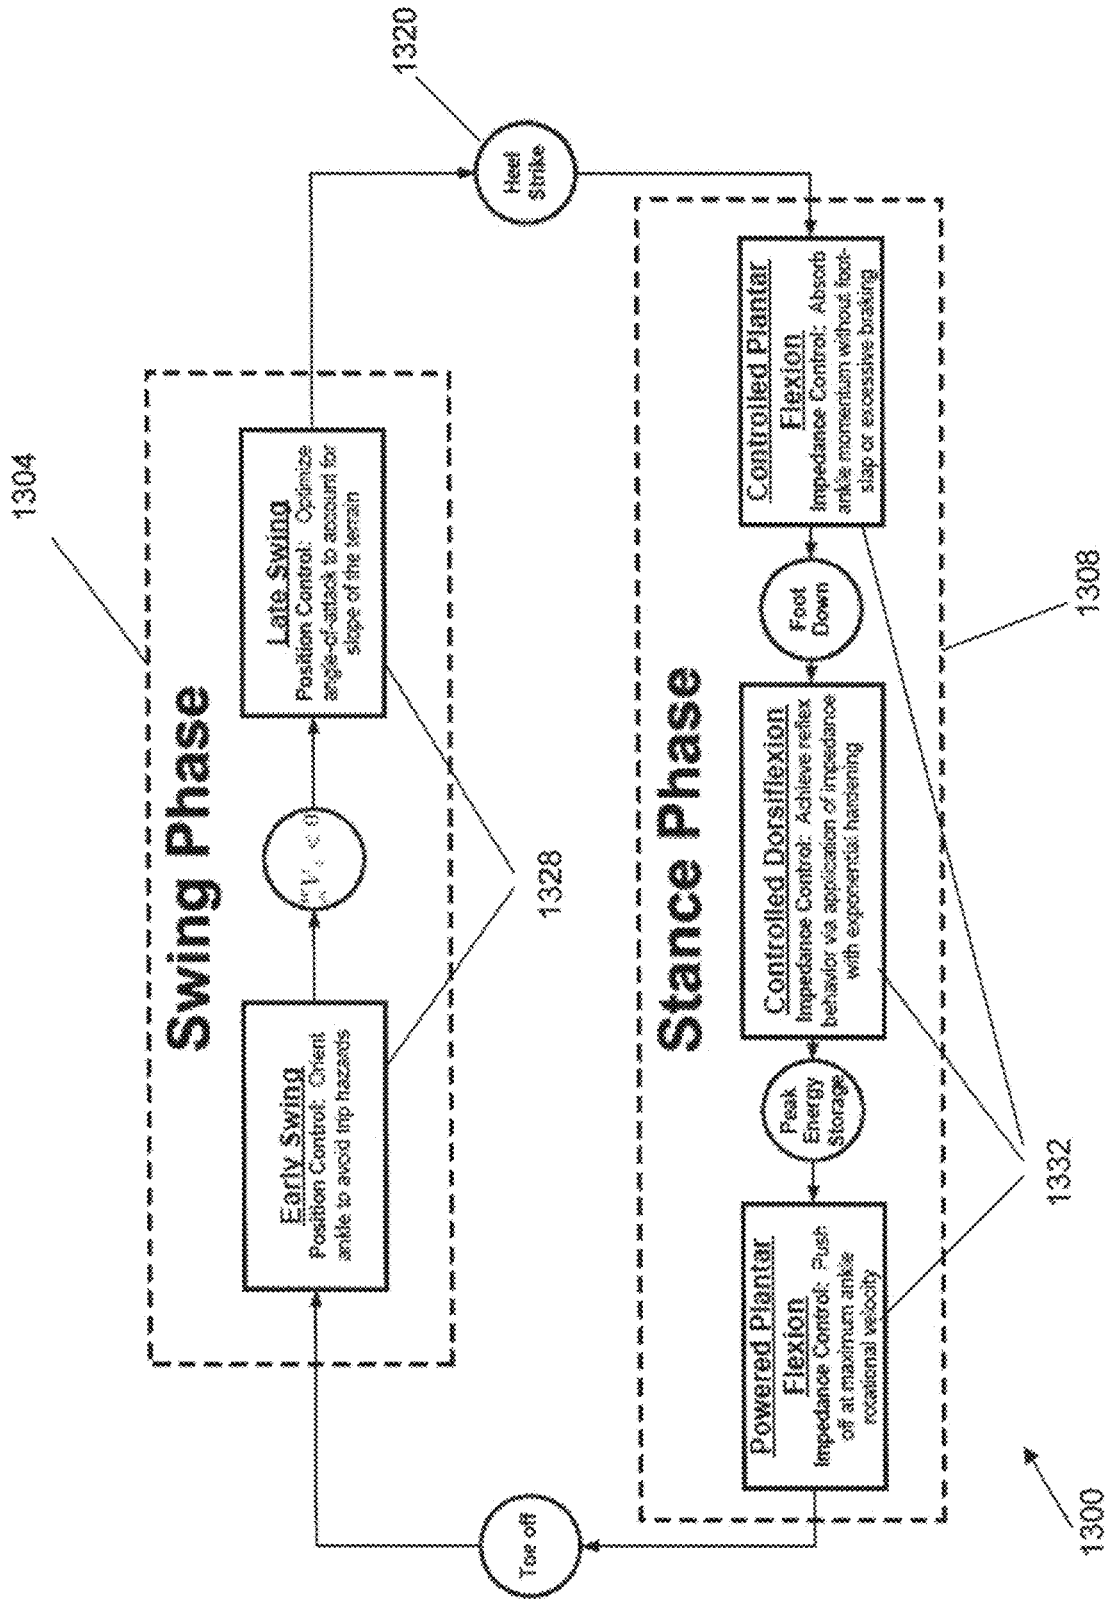 1304
Swing Phase
Early Swing
Position Control: Orient
ankle to avoid trip hazards
Late Swing
Position Control: Optimize
angle-of-attack to account for
slope of the terrain
1328
Toe off
Heel
Strike
1320
Stance Phase
Powered Plantar
Flexion
Impedance Control: Push
off at maximum ankle
rotational velocity
Peak
Energy
Storage
Controlled Dorsiflexion
Impedance Control: Achieve reflex
behavior via application of impedance
with exponential hardening
Foot
Down
Controlled Plantar
Flexion
Impedance Control: Absorb
ankle momentum without foot-
slap or excessive braking
1332
1308
1300